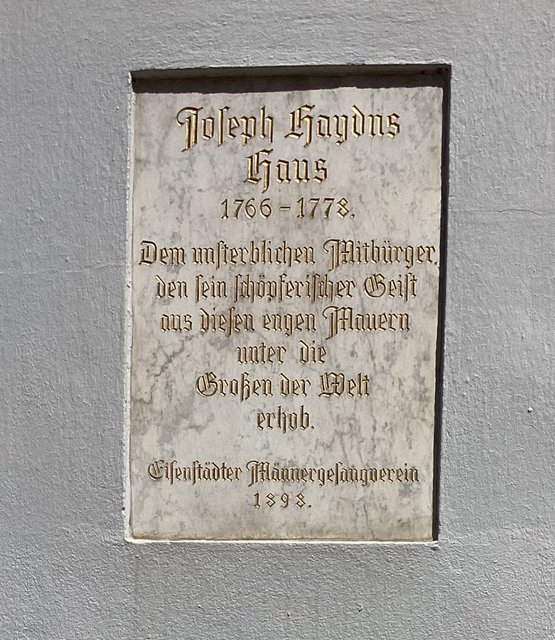 Joseph Haydns
Haus
1766 – 1778.
Dem unsterblichen Mitbürger,
den sein schöpferischer Geist
aus diesen engen Mauern
unter die
Großen der Welt
erhob.
Eisenstädter Männergesangverein
1898.